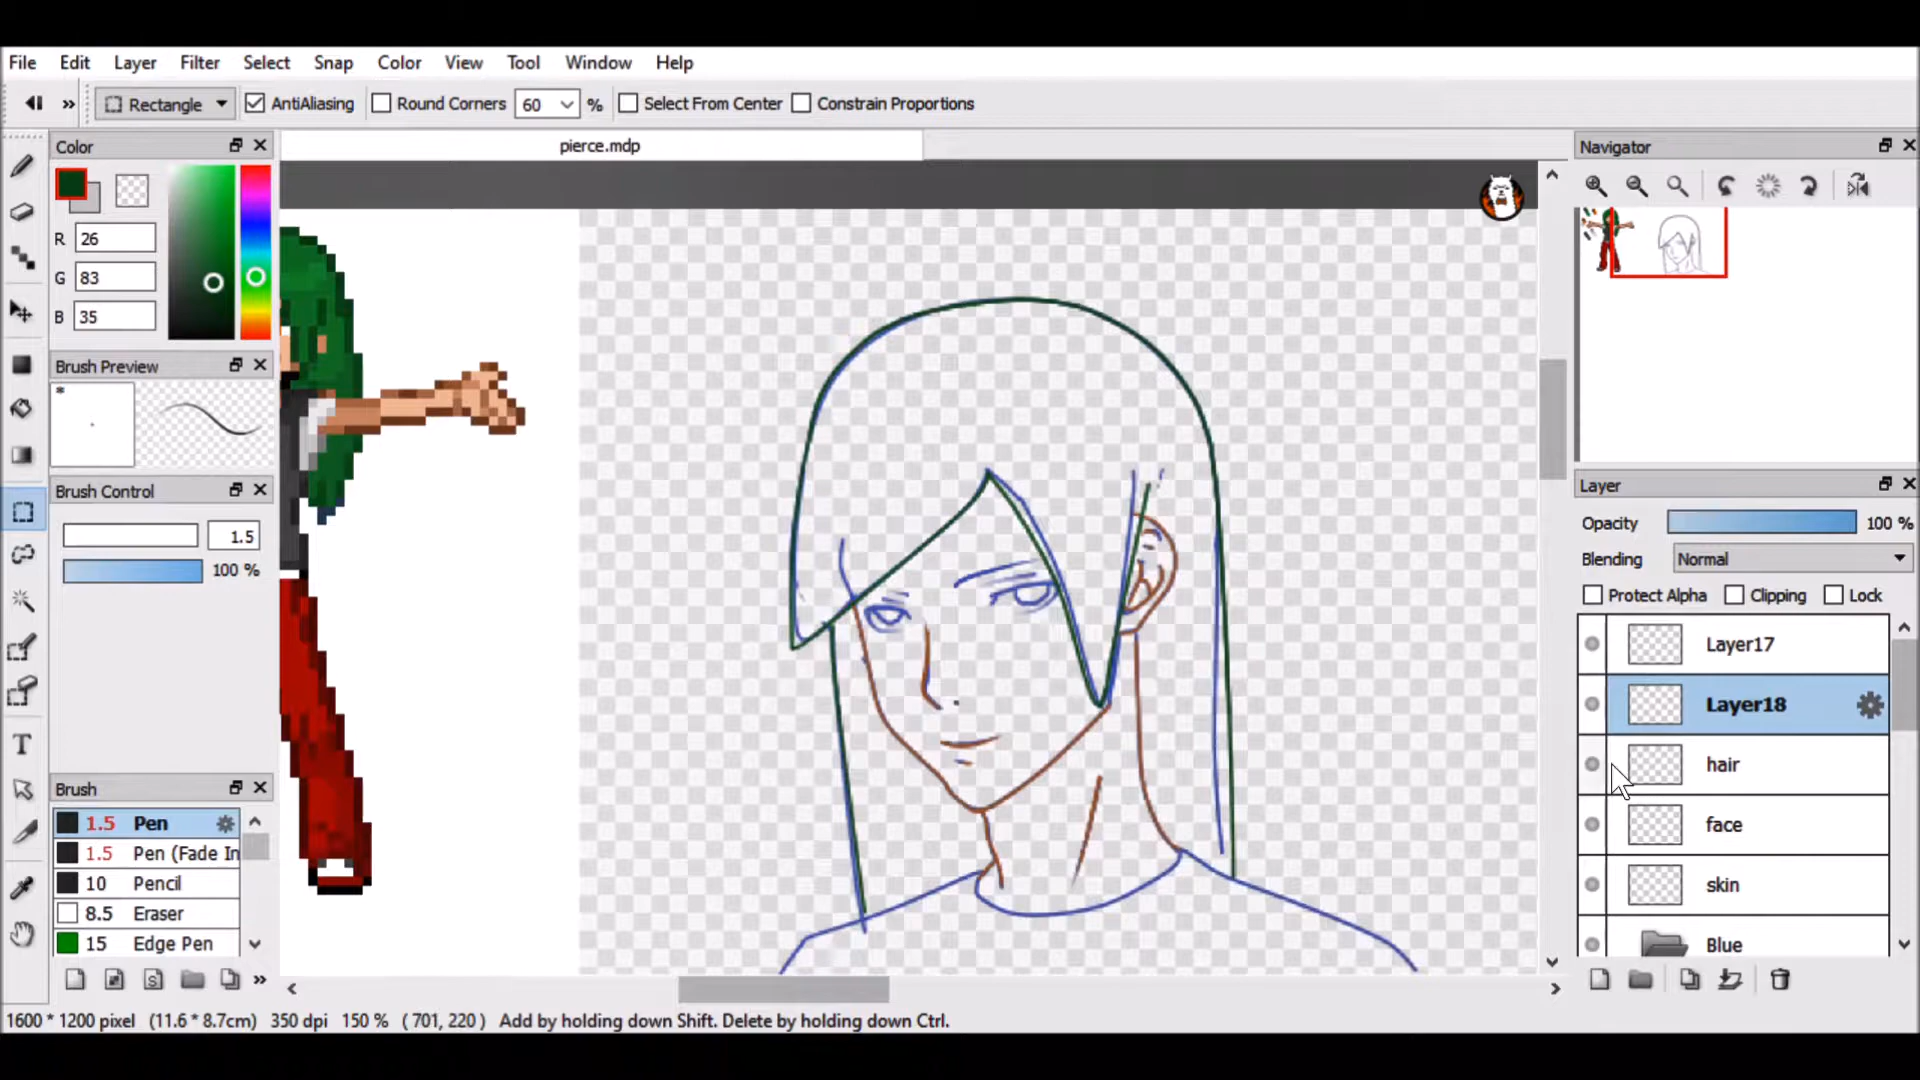 File Edit Layer Filter Select Snap Color View Tool Window Help
Rectangle AntiAliasing Round Corners 60 % Select From Center Constrain Proportions
Color
pierce.mdp
Navigator
R 26
G 83
B 35
Brush Preview
*
Brush Control
1.5
100 %
Layer
Opacity 100 %
Blending Normal
Protect Alpha Clipping Lock
Layer17
Layer18
hair
face
skin
Blue
Brush
1.5 Pen
1.5 Pen (Fade In
10 Pencil
8.5 Eraser
15 Edge Pen
T
S
1600 * 1200 pixel (11.6 * 8.7cm) 350 dpi 150 % ( 701, 220 ) Add by holding down Shift. Delete by holding down Ctrl.